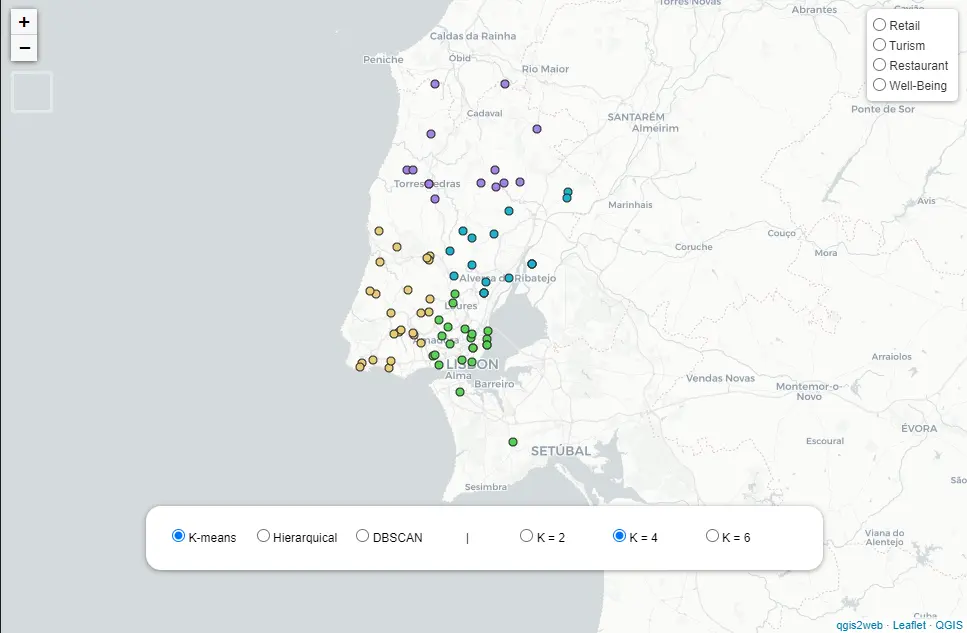 +
−
Torres Novas
Abrantes
Gavião
Retail
Turism
Restaurant
Well-Being
Caldas da Rainha
Peniche
Óbid
Rio Maior
Cadaval
SANTARÉM
Almeirim
Ponte de Sor
Torres Vedras
Marinhais
Avis
Couço
Coruche
Mora
Alverca do Ribatejo
Loures
Amadora
LISBON
Alma
Barreiro
Arraiolos
Vendas Novas
Montemor-o-
Novo
ÉVORA
Escoural
SETÚBAL
São
Sesimbra
K-means
Hierarquical
DBSCAN
|
K = 2
K = 4
K = 6
Viana do
Alentejo
Cuba
qgis2web · Leaflet · QGIS